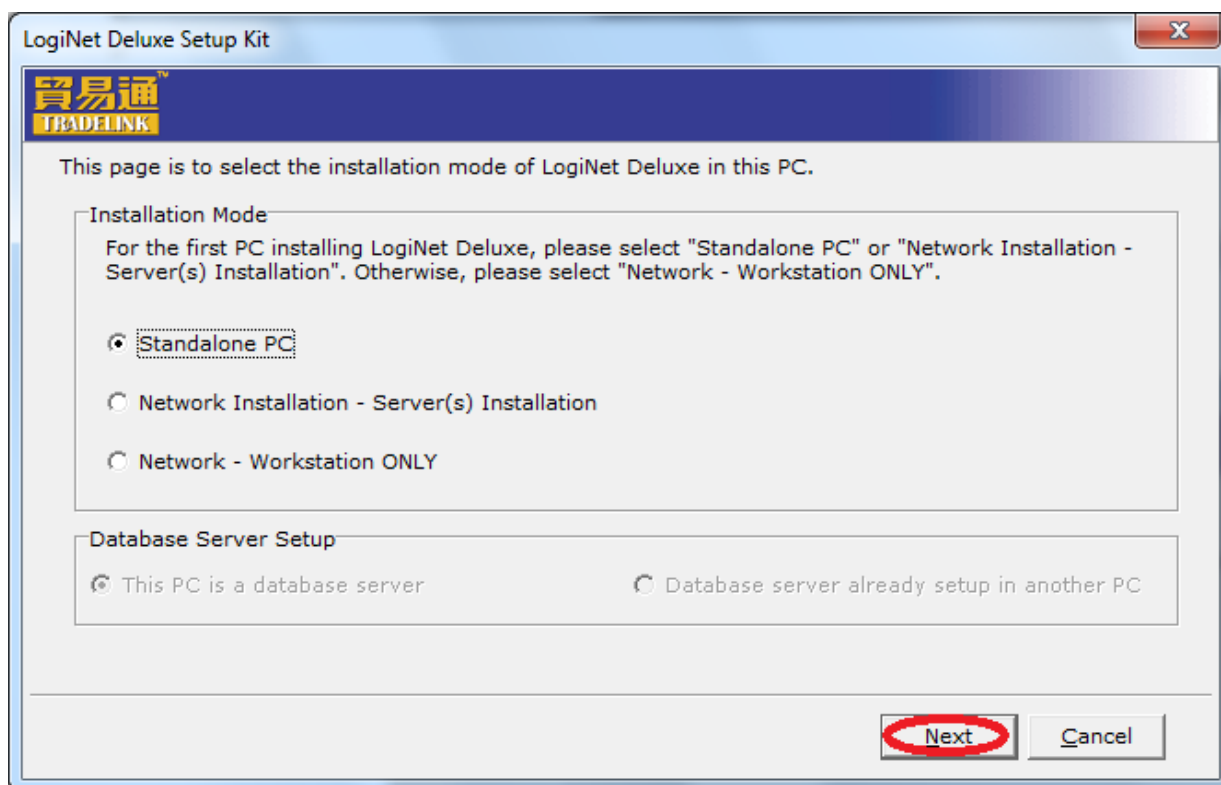 LogiNet Deluxe Setup Kit
貿易通™
TRADELINK
This page is to select the installation mode of LogiNet Deluxe in this PC.
Installation Mode
For the first PC installing LogiNet Deluxe, please select "Standalone PC" or "Network Installation -
Server(s) Installation". Otherwise, please select "Network - Workstation ONLY".
Standalone PC
Network Installation - Server(s) Installation
Network - Workstation ONLY
Database Server Setup
This PC is a database server
Database server already setup in another PC
Next
Cancel